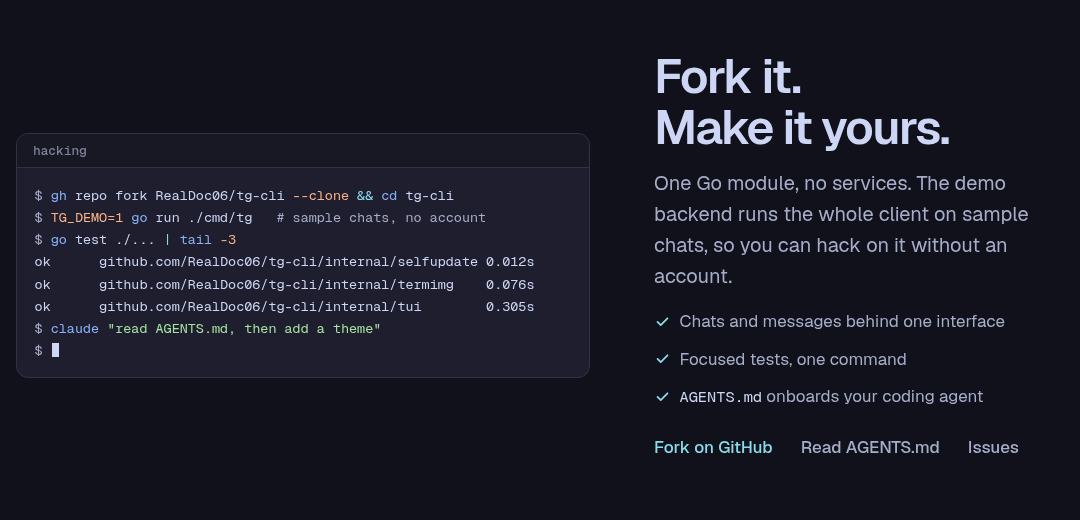 hacking
$ gh repo fork RealDoc06/tg-cli --clone && cd tg-cli
$ TG_DEMO=1 go run ./cmd/tg   # sample chats, no account
$ go test ./... | tail -3
ok      github.com/RealDoc06/tg-cli/internal/selfupdate 0.012s
ok      github.com/RealDoc06/tg-cli/internal/termimg    0.076s
ok      github.com/RealDoc06/tg-cli/internal/tui        0.305s
$ claude "read AGENTS.md, then add a theme"
$
Fork it.
Make it yours.
One Go module, no services. The demo
backend runs the whole client on sample
chats, so you can hack on it without an
account.
Chats and messages behind one interface
Focused tests, one command
AGENTS.md onboards your coding agent
Fork on GitHub   Read AGENTS.md   Issues